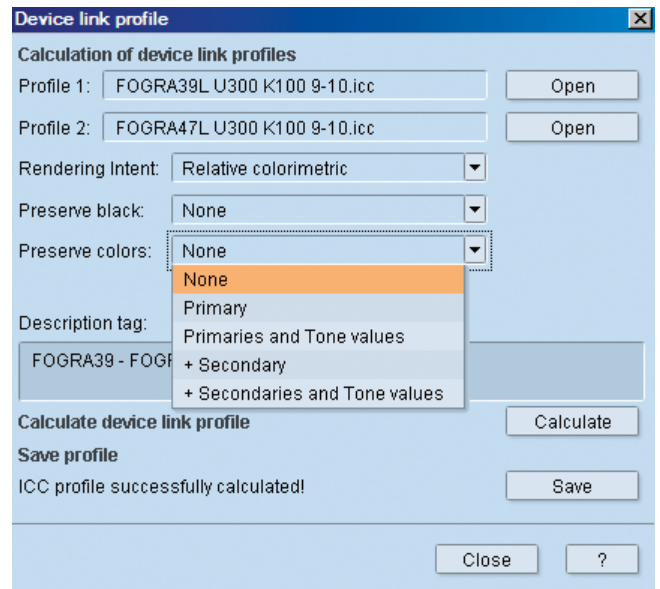 Device link profile
Calculation of device link profiles
Profile 1: FOGRA39L U300 K100 9-10.icc Open
Profile 2: FOGRA47L U300 K100 9-10.icc Open
Rendering Intent: Relative colorimetric
Preserve black: None
Preserve colors: None
None
Primary
Primaries and Tone values
+ Secondary
+ Secondaries and Tone values
Description tag:
FOGRA39 - FOGR
Calculate device link profile Calculate
Save profile
ICC profile successfully calculated! Save
Close ?